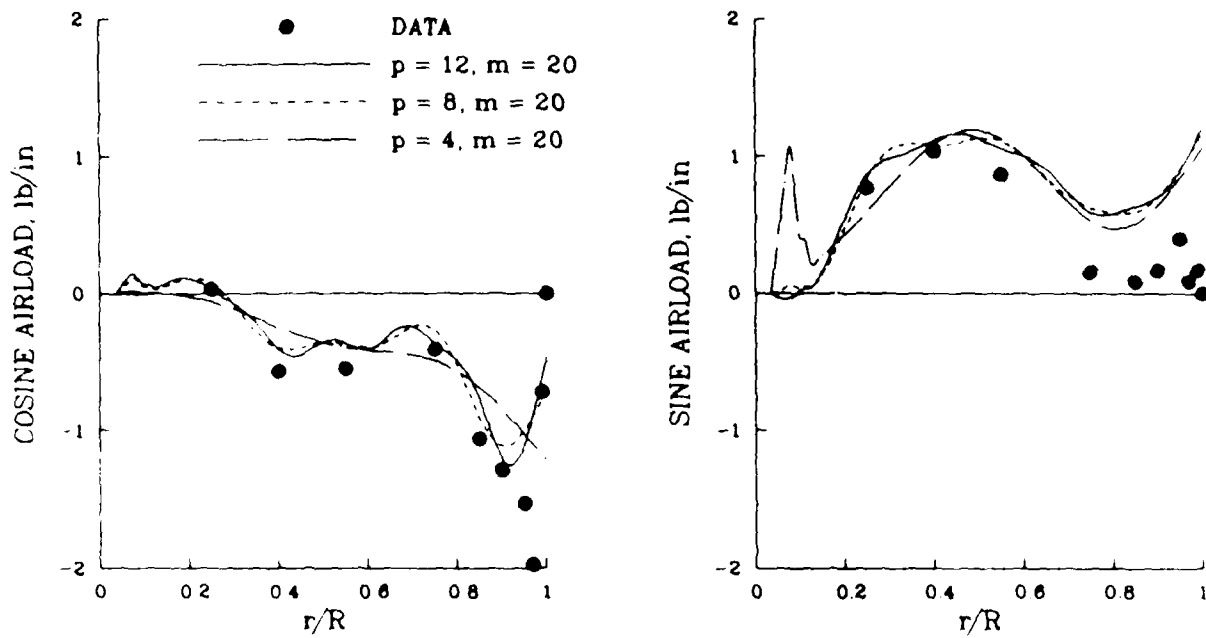 DATA
p = 12, m = 20
p = 8, m = 20
p = 4, m = 20
COSINE AIRLOAD, lb/in
2
1
0
-1
-2
0
0.2
0.4
0.6
0.8
1
r/R
SINE AIRLOAD, lb/in
2
1
0
-1
-2
0
0.2
0.4
0.6
0.8
1
r/R